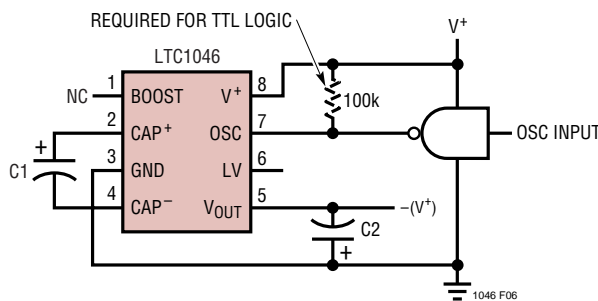 REQUIRED FOR TTL LOGIC
V+
LTC1046
NC 1 BOOST V+ 8
100k
2 CAP+ OSC 7
OSC INPUT
+
C1
3 GND LV 6
4 CAP− VOUT 5
−(V+)
C2
+
1046 F06